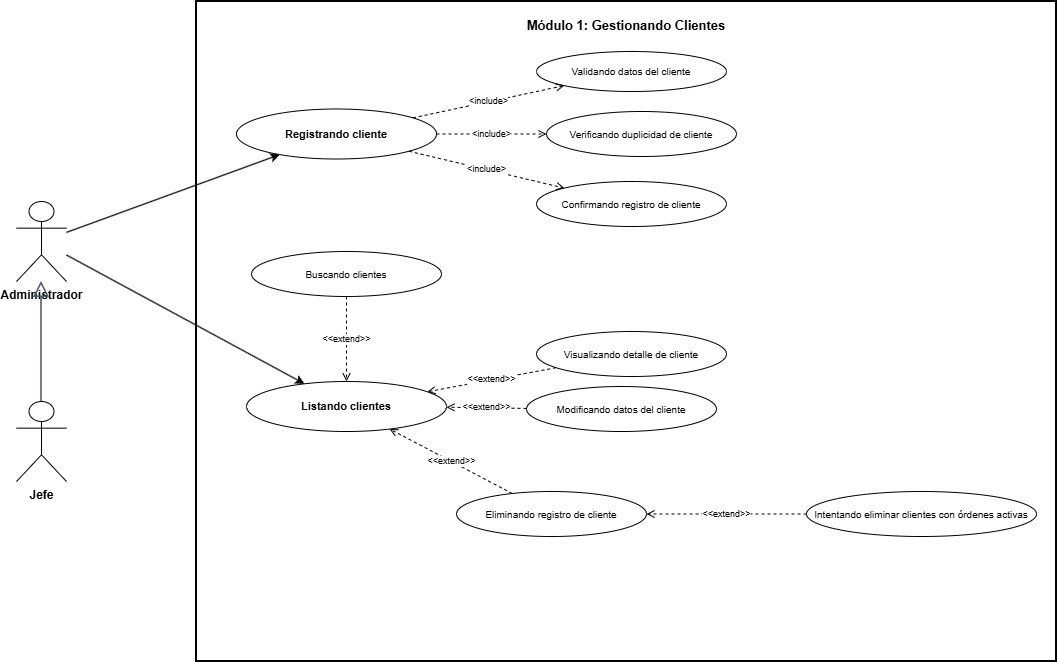 Módulo 1: Gestionando Clientes
Validando datos del cliente
<include>
Registrando cliente
<include>
Verificando duplicidad de cliente
<include>
Confirmando registro de cliente
Administrador
Buscando clientes
<<extend>>
Visualizando detalle de cliente
<<extend>>
Listando clientes
<<extend>>
Modificando datos del cliente
<<extend>>
Jefe
Eliminando registro de cliente
<<extend>>
Intentando eliminar clientes con órdenes activas